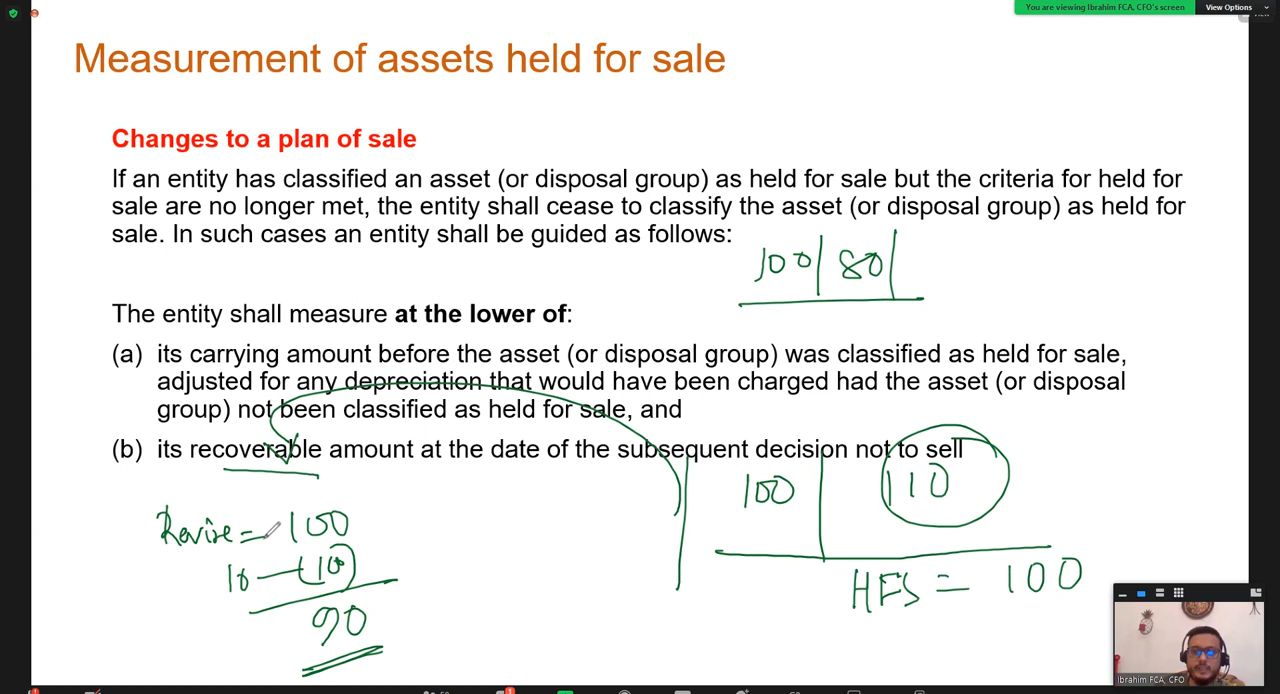 You are viewing Ibrahim FCA, CFO's screen
View Options
Measurement of assets held for sale
Changes to a plan of sale
If an entity has classified an asset (or disposal group) as held for sale but the criteria for held for
sale are no longer met, the entity shall cease to classify the asset (or disposal group) as held for
sale. In such cases an entity shall be guided as follows:
100 80
The entity shall measure at the lower of:
(a) its carrying amount before the asset (or disposal group) was classified as held for sale,
adjusted for any depreciation that would have been charged had the asset (or disposal
group) not been classified as held for sale, and
(b) its recoverable amount at the date of the subsequent decision not to sell
100 110
Revise = 100
10 (10)
90
HFS = 100
Ibrahim FCA, CFO